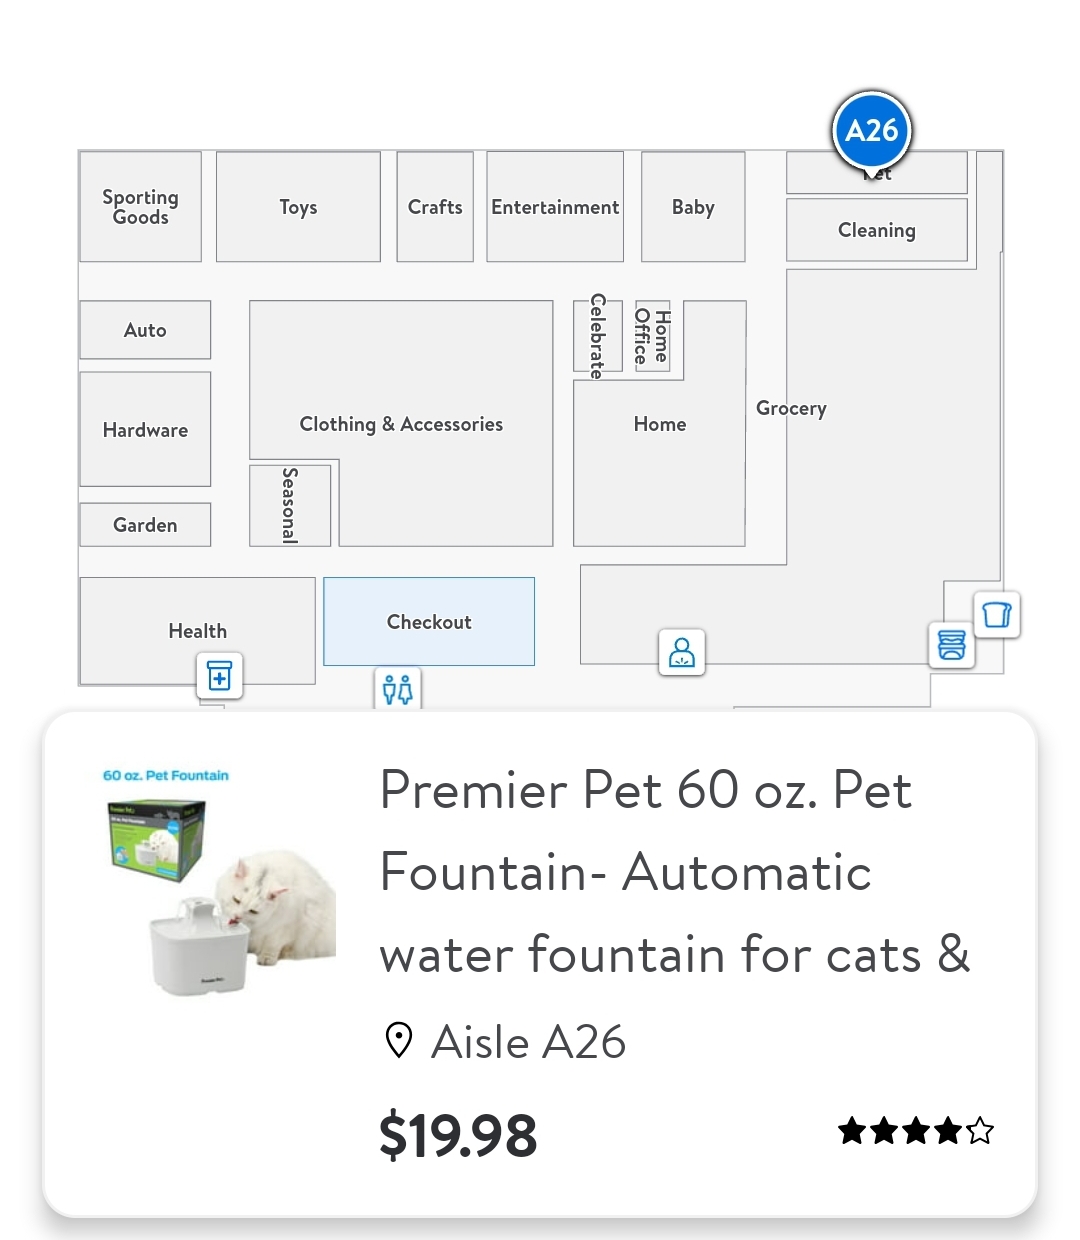 A26
Pet
Sporting
Goods
Toys
Crafts
Entertainment
Baby
Cleaning
Auto
Celebrate
Home
Office
Hardware
Clothing & Accessories
Home
Grocery
Seasonal
Garden
Health
Checkout
60 oz. Pet Fountain
Premier Pet 60 oz. Pet
Fountain- Automatic
water fountain for cats &
Aisle A26
$19.98